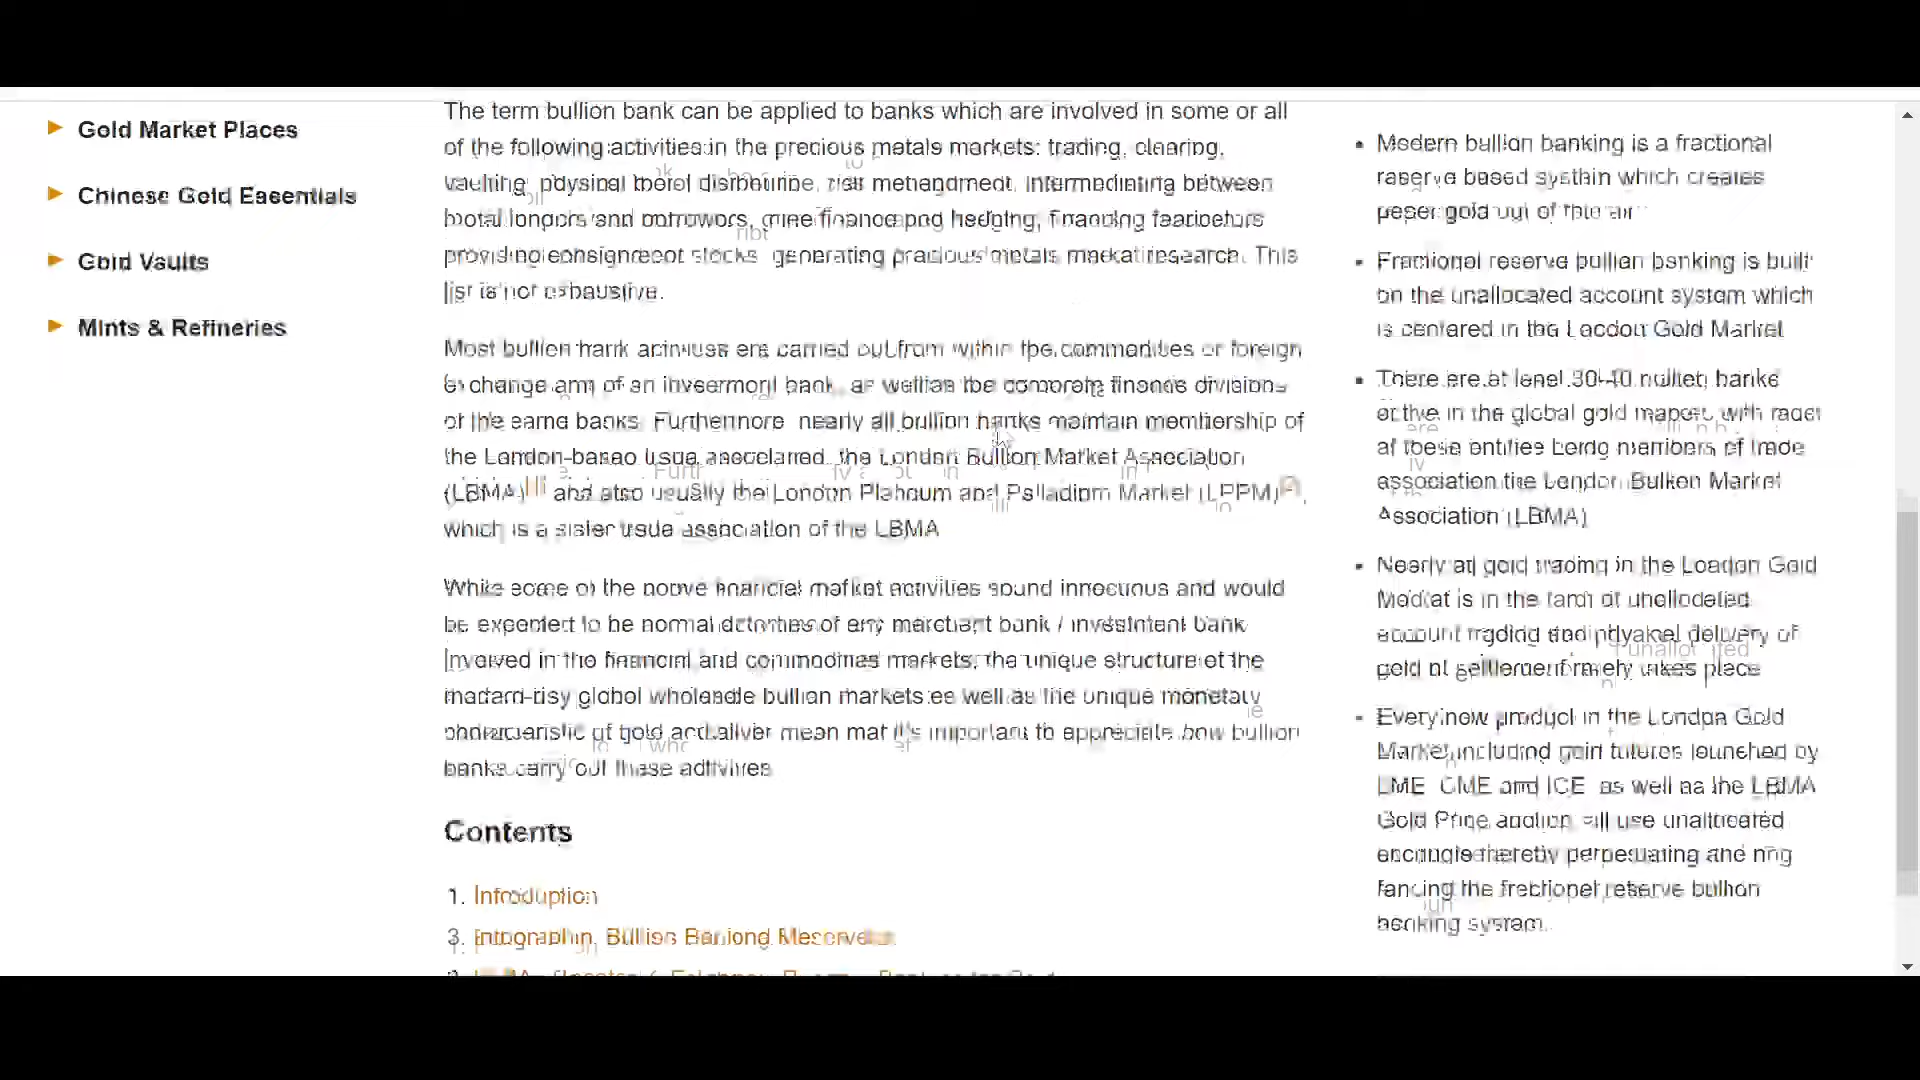 Gold Market Places
Chinese Gold Essentials
Gold Vaults
Mints & Refineries
The term bullion bank can be applied to banks which are involved in some or all
of the following activities in the precious metals markets: trading, clearing,
vaulting, physical metal between
hedging,
providing generating precious metals market research. This
list is not exhaustive.
Most bullion bank are carried out from within the commodities or foreign
exchange arm of an investment bank, as well as the corporate finance divisions
of the same banks. Furthermore nearly all bullion banks maintain membership of
the London-based the London Bullion Market Association
(LBMA) and also usually the London Platinum and Palladium Market (LPPM)
which is a sister trade association of the LBMA
While some of the above financial market activities sound innocuous and would
be expected to be normal activities of any merchant bank / investment bank
involved in the financial and commodities markets, the unique structure of the
modern-day global wholesale bullion markets as well as the unique monetary
characteristic of gold and silver mean that it's important to appreciate how bullion
banks carry out these activities
Contents
1. Introduction
3. Bullion Banking
Modern bullion banking is a fractional
reserve based system which creates
paper gold out of thin air
Fractional reserve bullion banking is built
on the unallocated account system which
is centered in the London Gold Market
There are at least 30-40 bullion banks
active in the global gold market, with most
of these entities being members of trade
association the London Bullion Market
Association (LBMA)
Nearly all gold trading in the London Gold
Market is in the form of unallocated
account trading and physical delivery of
gold at settlement rarely takes place
Every new product in the London Gold
Market including gold futures launched by
LME CME and ICE as well as the LBMA
Gold Price auction all use unallocated
thereby perpetuating and ring
fencing the fractional reserve bullion
banking system.